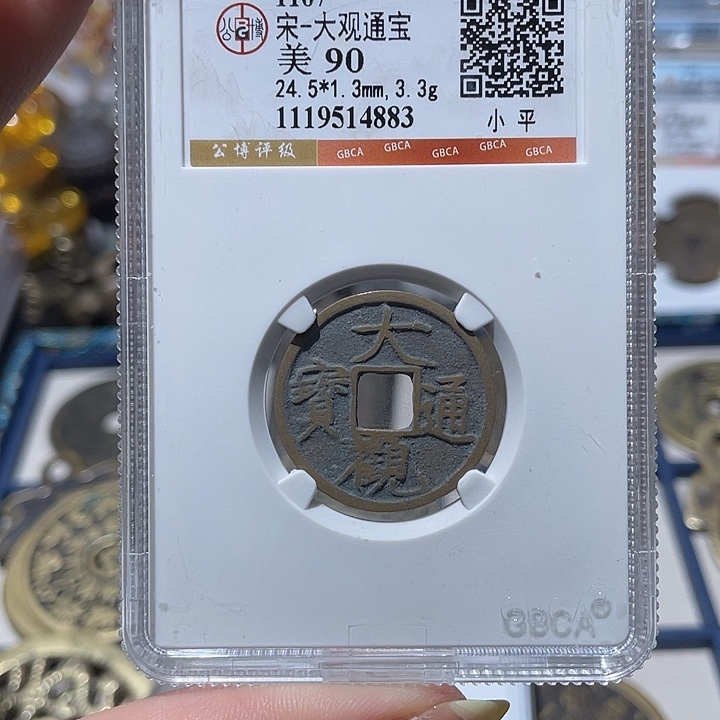 宋-大观通宝
美 90
24.5*1.3mm,3.3g
1119514883
小平
公博评级
GBCA GBCA GBCA GBCA GBCA
大
通
觀
寶
GBCA